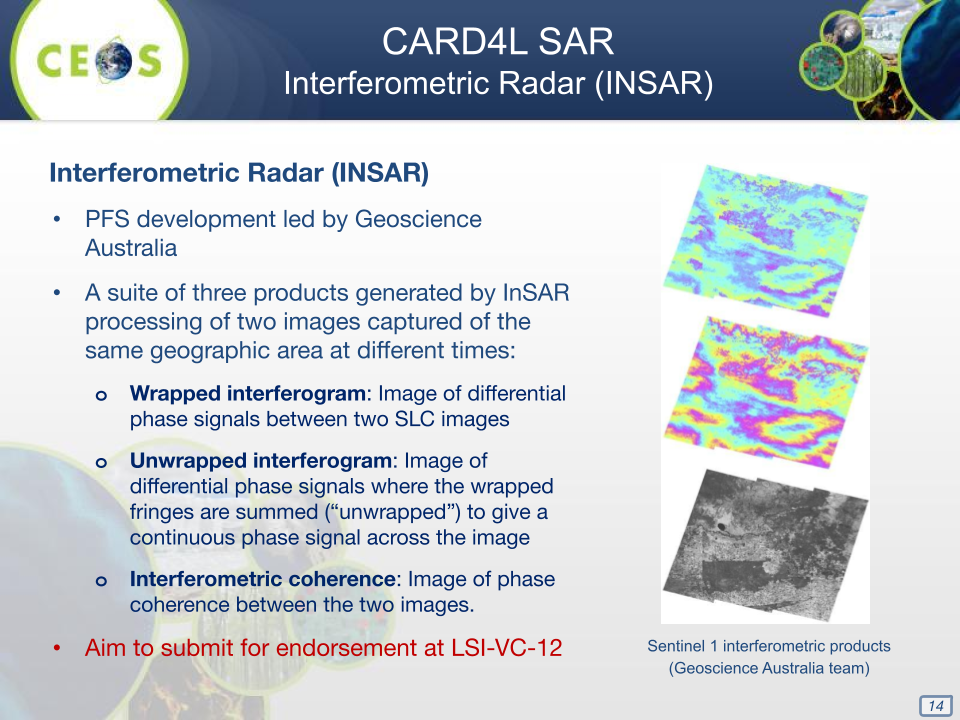 CEOS
CARD4L SAR
Interferometric Radar (INSAR)
Interferometric Radar (INSAR)
• PFS development led by Geoscience
Australia
• A suite of three products generated by InSAR
processing of two images captured of the
same geographic area at different times:
o Wrapped interferogram: Image of differential
phase signals between two SLC images
o Unwrapped interferogram: Image of
differential phase signals where the wrapped
fringes are summed (“unwrapped”) to give a
continuous phase signal across the image
o Interferometric coherence: Image of phase
coherence between the two images.
• Aim to submit for endorsement at LSI-VC-12
Sentinel 1 interferometric products
(Geoscience Australia team)
14